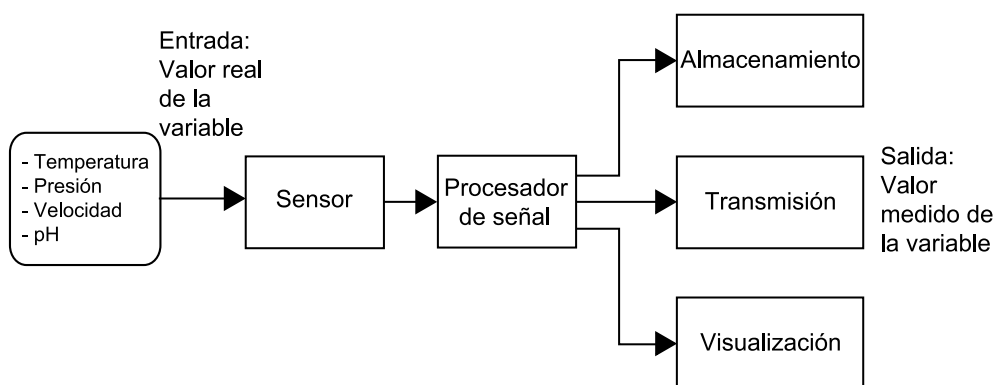 Entrada:
Valor real
de la
variable
- Temperatura
- Presión
- Velocidad
- pH
Sensor
Procesador
de señal
Almacenamiento
Transmisión
Visualización
Salida:
Valor
medido de
la variable